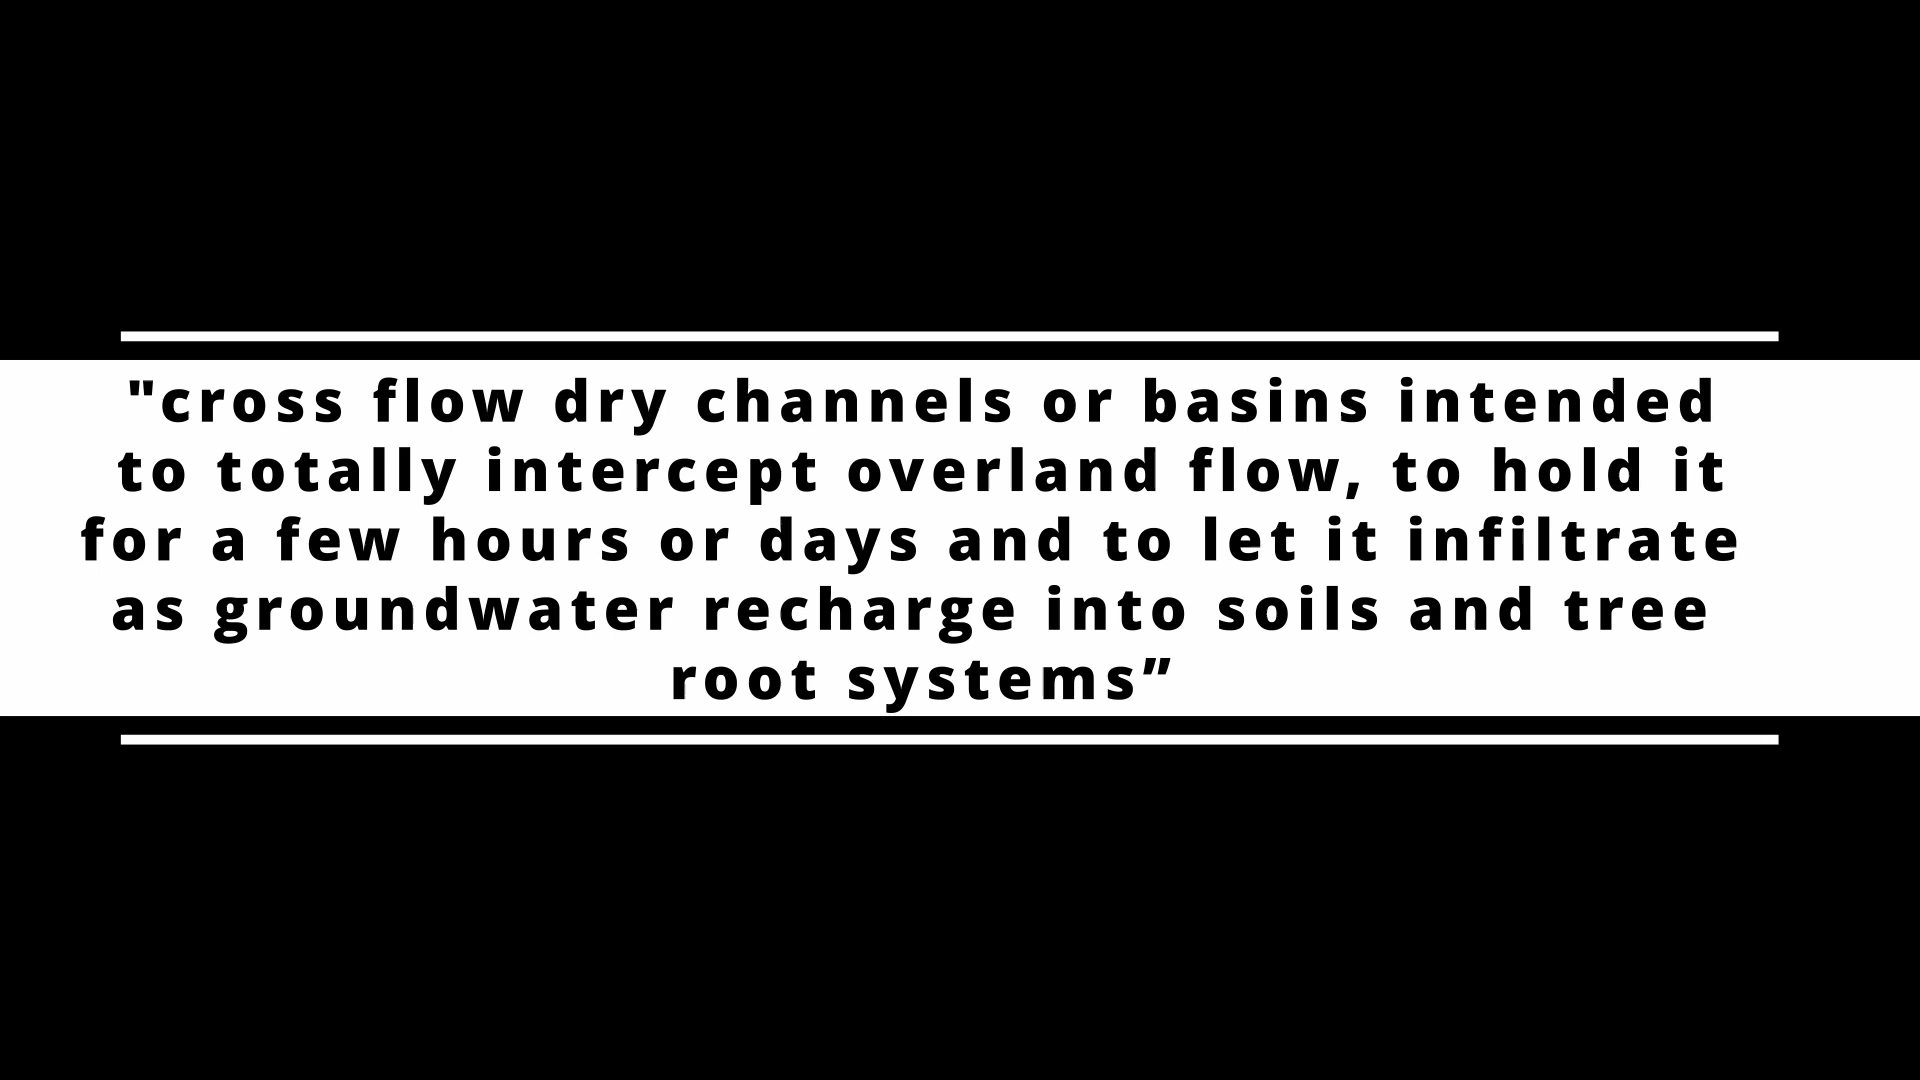 "cross flow dry channels or basins intended
to totally intercept overland flow, to hold it
for a few hours or days and to let it infiltrate
as groundwater recharge into soils and tree
root systems”